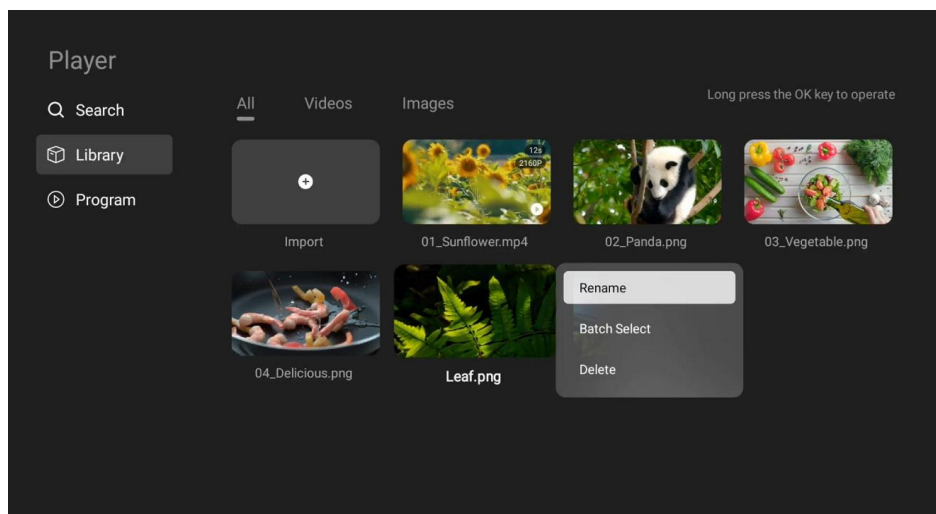 Player
Search
Library
Program
All
Videos
Images
Long press the OK key to operate
12s
2160P
Import
01_Sunflower.mp4
02_Panda.png
03_Vegetable.png
04_Delicious.png
Leaf.png
Rename
Batch Select
Delete